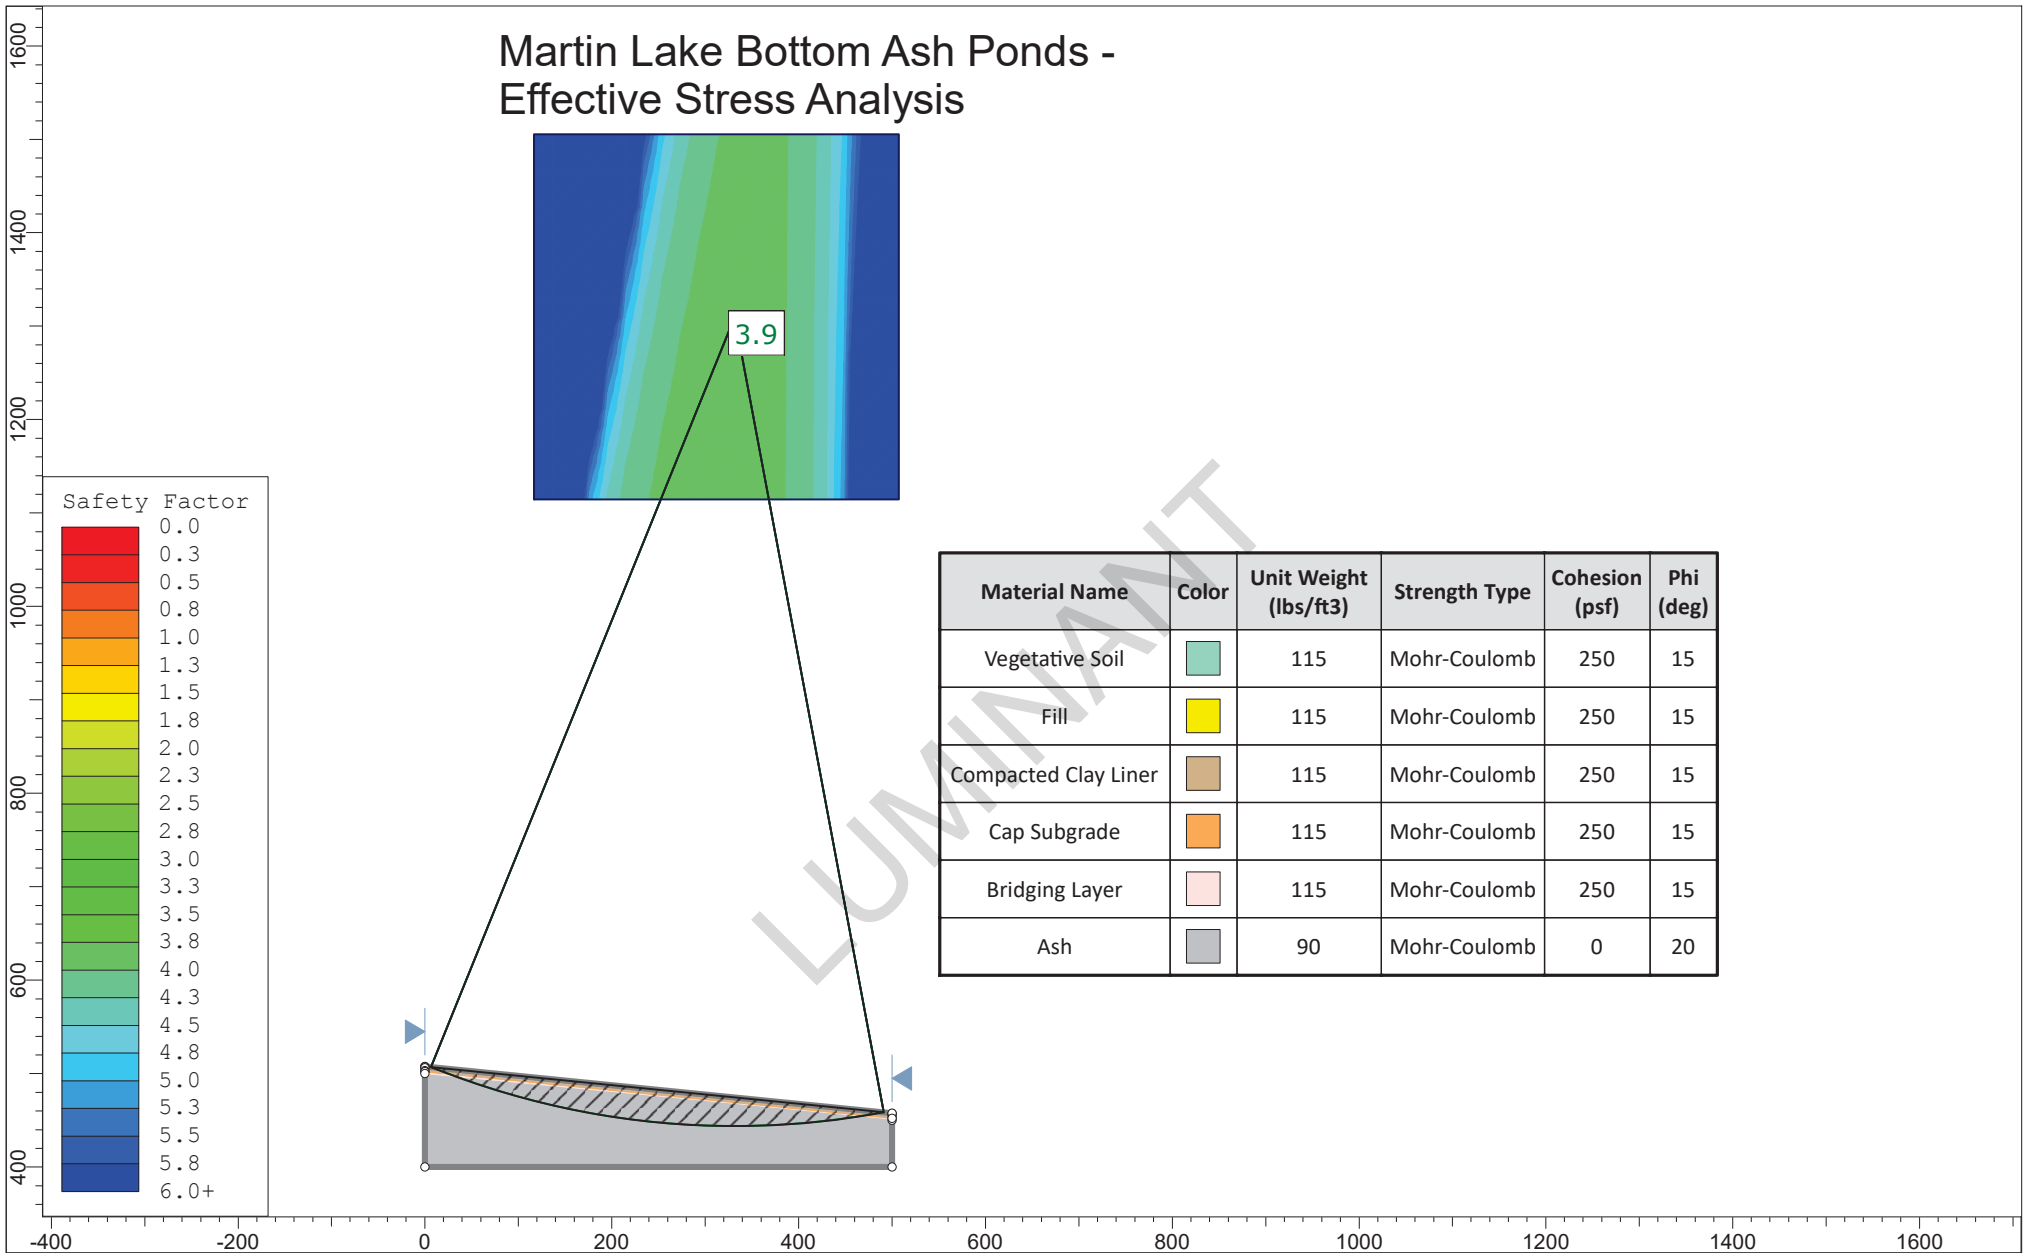 Martin Lake Bottom Ash Ponds -
Effective Stress Analysis
3.9
Safety Factor
0.0
0.3
0.5
0.8
1.0
1.3
1.5
1.8
2.0
2.3
2.5
2.8
3.0
3.3
3.5
3.8
4.0
4.3
4.5
4.8
5.0
5.3
5.5
5.8
6.0+
Material Name Color Unit Weight (lbs/ft3) Strength Type Cohesion (psf) Phi (deg)
Vegetative Soil 115 Mohr-Coulomb 250 15
Fill 115 Mohr-Coulomb 250 15
Compacted Clay Liner 115 Mohr-Coulomb 250 15
Cap Subgrade 115 Mohr-Coulomb 250 15
Bridging Layer 115 Mohr-Coulomb 250 15
Ash 90 Mohr-Coulomb 0 20
LUMINANT
1600
1400
1200
1000
800
600
400
-400 -200 0 200 400 600 800 1000 1200 1400 1600